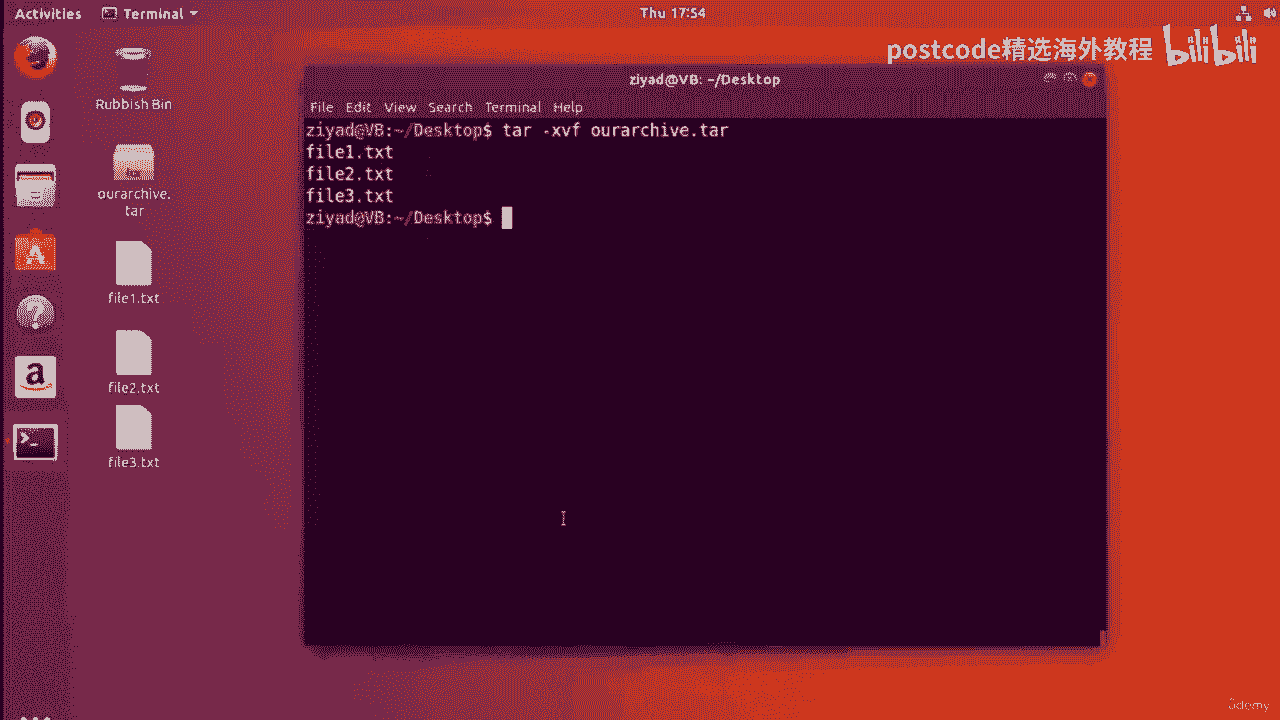 Activities
Terminal
Thu 17:54
postcode精选海外教程 bilibili
Rubbish Bin
ourarchive.
tar
file1.txt
file2.txt
file3.txt
ziyad@VB: ~/Desktop
File Edit View Search Terminal Help
ziyad@VB:~/Desktop$ tar -xvf ourarchive.tar
file1.txt
file2.txt
file3.txt
ziyad@VB:~/Desktop$
Udemy